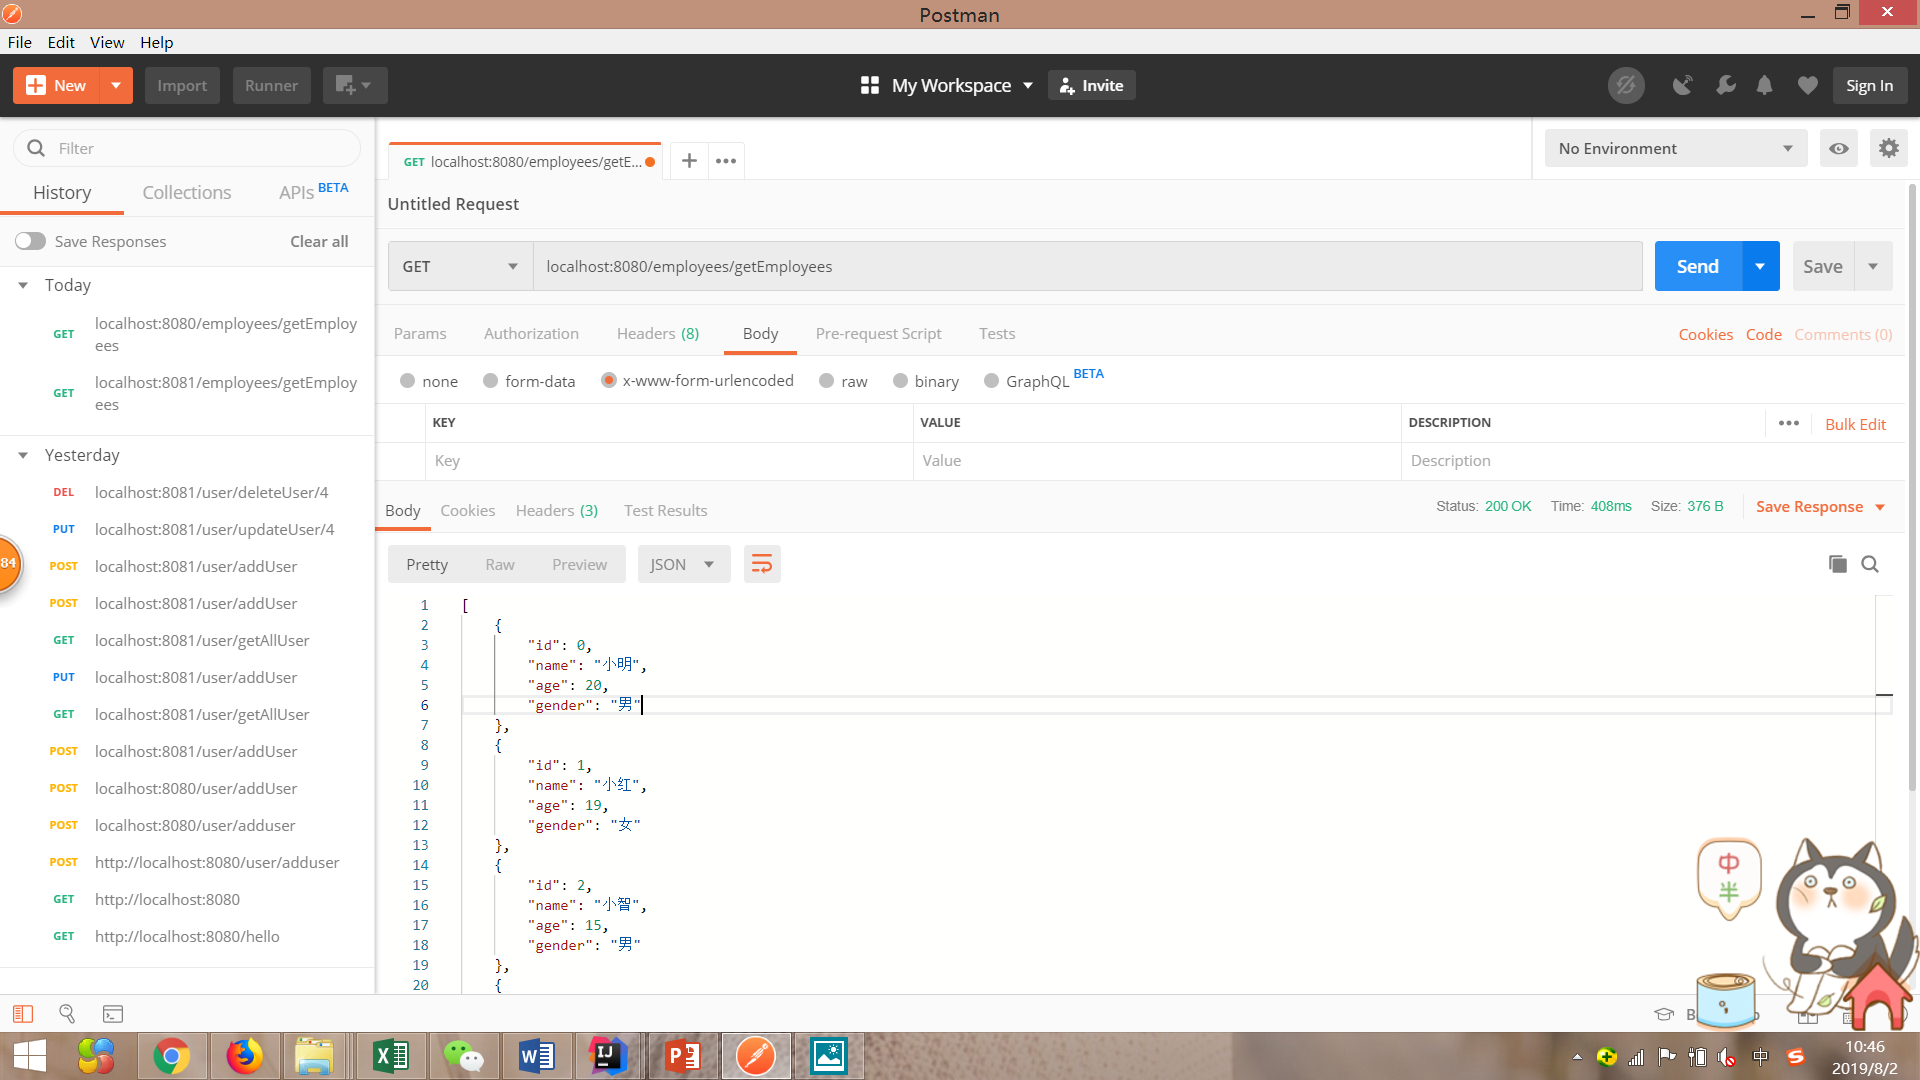 Postman
File Edit View Help
New Import Runner My Workspace Invite Sign In
Filter
History Collections APIs BETA
Save Responses Clear all
Today
GET localhost:8080/employees/getEmploy
ees
GET localhost:8081/employees/getEmploy
ees
Yesterday
DEL localhost:8081/user/deleteUser/4
PUT localhost:8081/user/updateUser/4
84
POST localhost:8081/user/addUser
POST localhost:8081/user/addUser
GET localhost:8081/user/getAllUser
PUT localhost:8081/user/addUser
GET localhost:8081/user/getAllUser
POST localhost:8081/user/addUser
POST localhost:8080/user/addUser
POST localhost:8080/user/adduser
POST http://localhost:8080/user/adduser
GET http://localhost:8080
GET http://localhost:8080/hello
GET localhost:8080/employees/getE...
No Environment
Untitled Request
GET localhost:8080/employees/getEmployees Send Save
Params Authorization Headers (8) Body Pre-request Script Tests Cookies Code Comments (0)
none form-data x-www-form-urlencoded raw binary GraphQL BETA
KEY VALUE DESCRIPTION Bulk Edit
Key Value Description
Body Cookies Headers (3) Test Results Status: 200 OK Time: 408ms Size: 376 B Save Response
Pretty Raw Preview JSON
1 [
2 {
3 "id": 0,
4 "name": "小明",
5 "age": 20,
6 "gender": "男"
7 },
8 {
9 "id": 1,
10 "name": "小红",
11 "age": 19,
12 "gender": "女"
13 },
14 {
15 "id": 2,
16 "name": "小智",
17 "age": 15,
18 "gender": "男"
19 },
20 {
中
半
中
10:46
2019/8/2